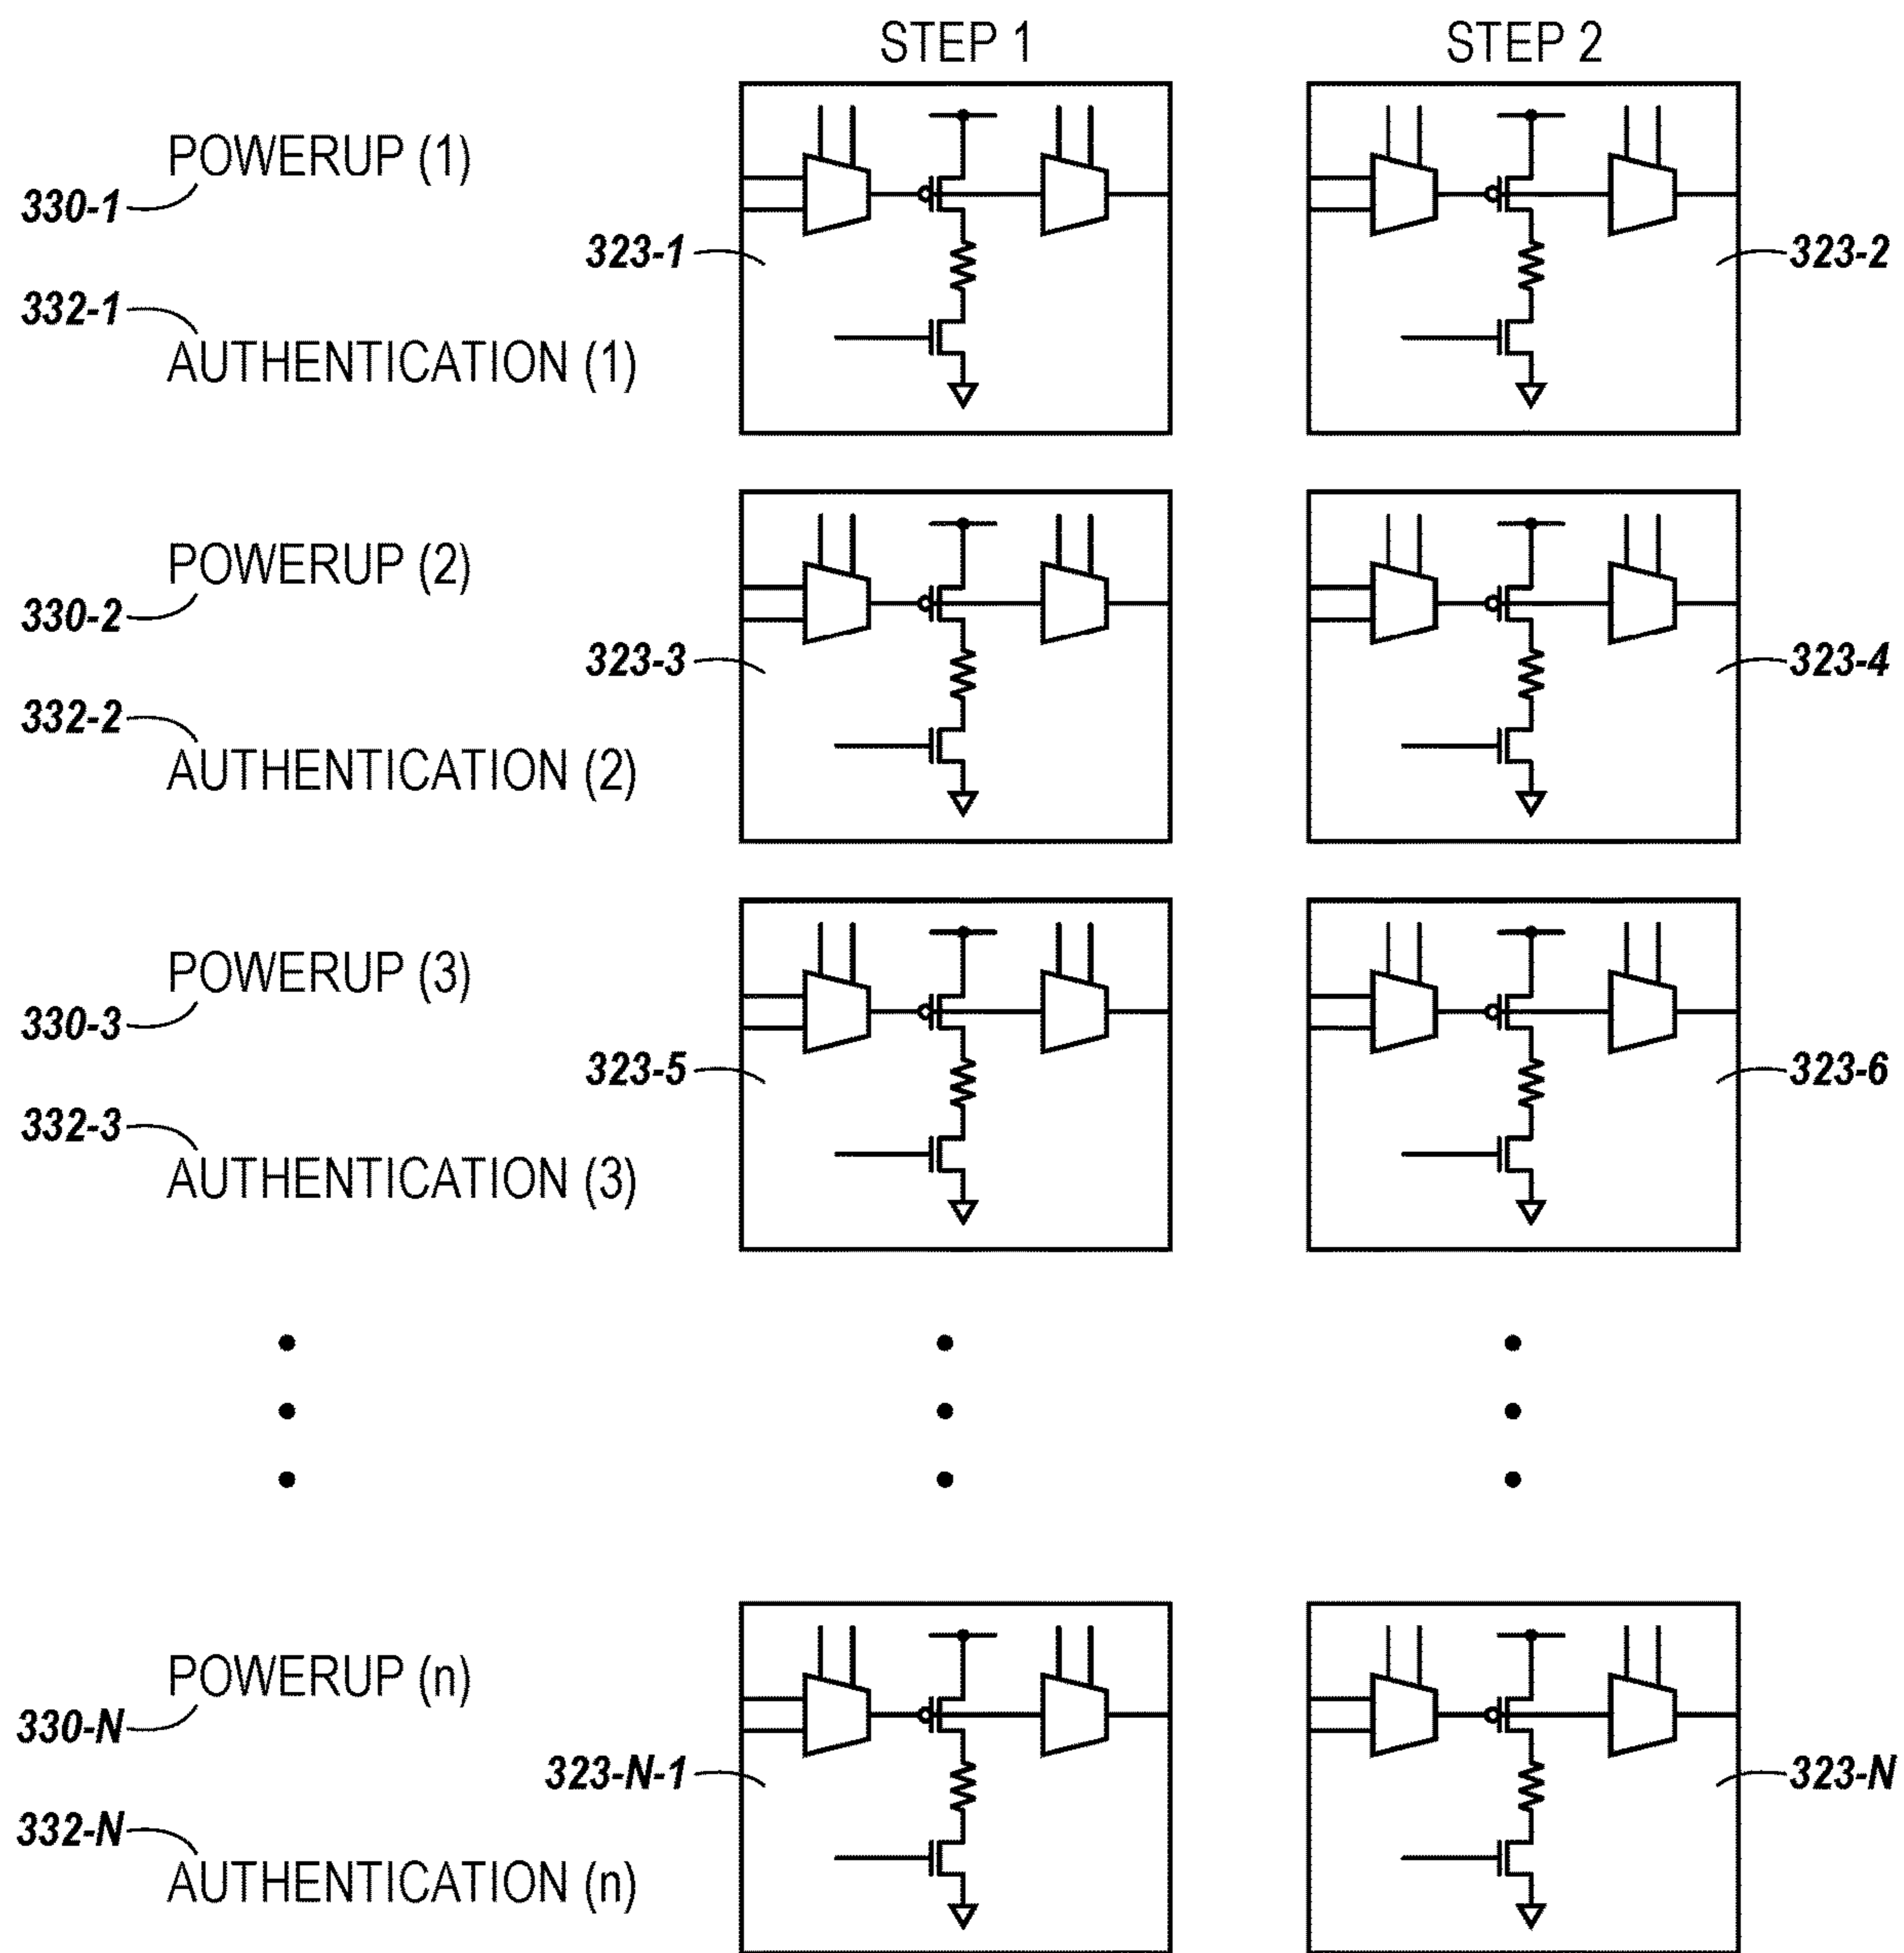 STEP 1 STEP 2
POWERUP (1)
330-1
323-1 323-2
332-1
AUTHENTICATION (1)
POWERUP (2)
330-2
323-3 323-4
332-2
AUTHENTICATION (2)
POWERUP (3)
330-3
323-5 323-6
332-3
AUTHENTICATION (3)
POWERUP (n)
330-N
323-N-1 323-N
332-N
AUTHENTICATION (n)